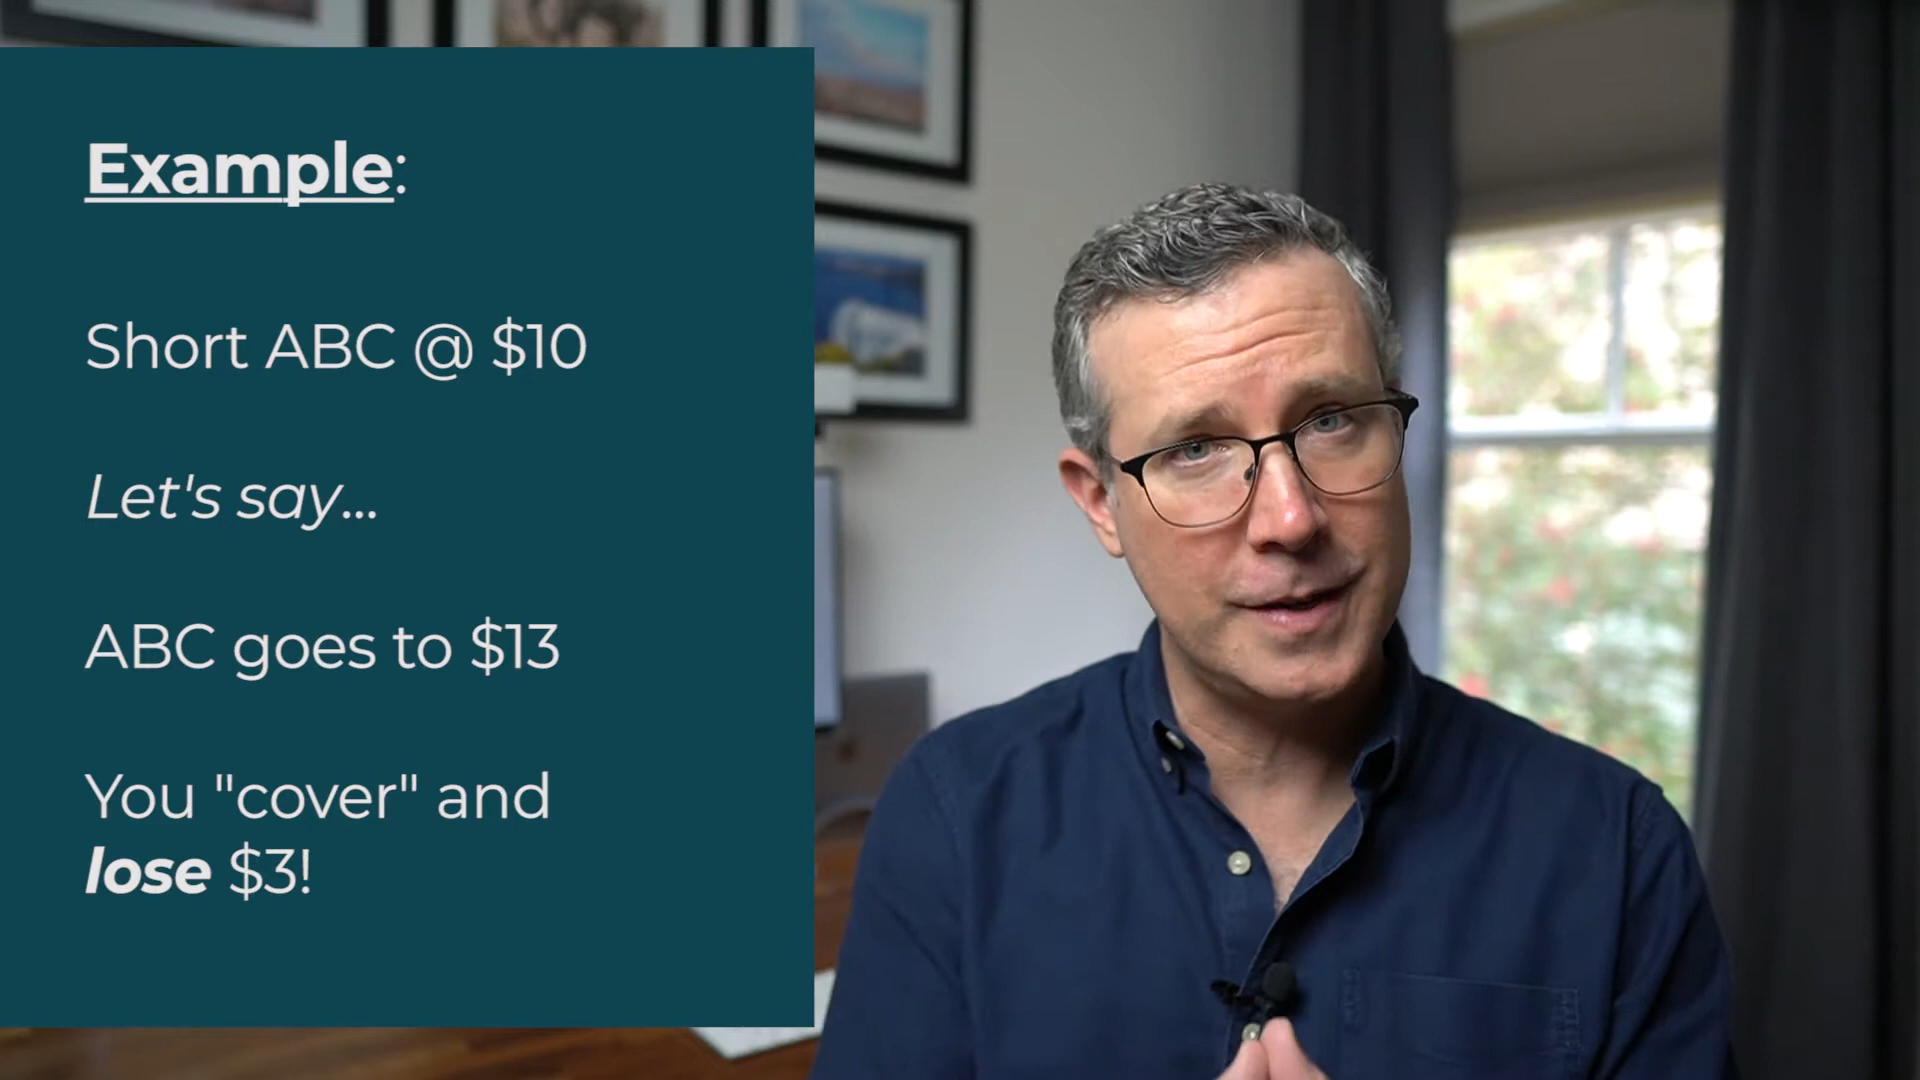 Example:
Short ABC @ $10
Let's say...
ABC goes to $13
You "cover" and
lose $3!